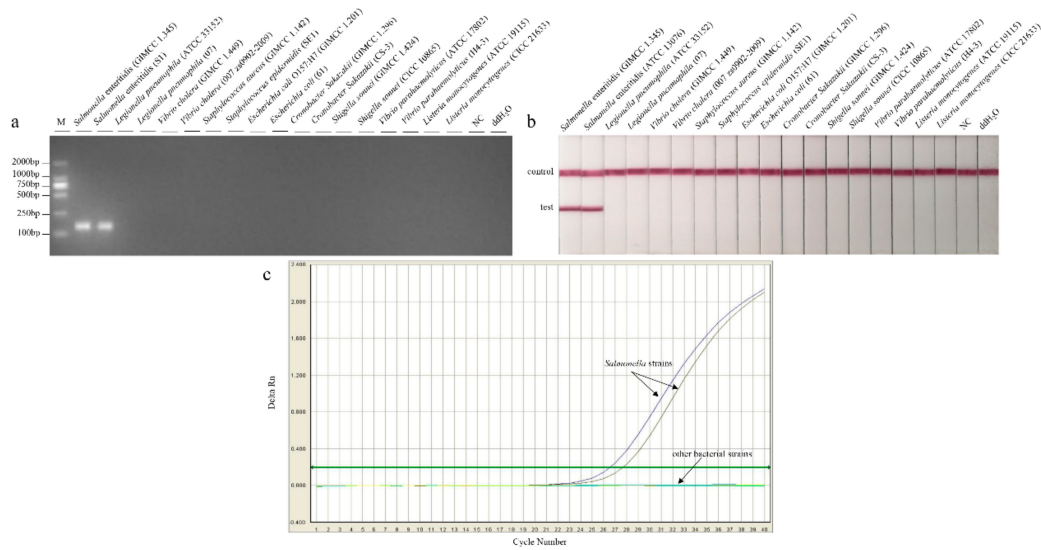 a
M
Salmonella enteritidis (GIMCC 1.345)
Salmonella enteritidis (S1)
Legionella pneumophila (ATCC 33152)
Legionella pneumophila (07)
Vibrio cholera (GIMCC 1.449)
Vibrio cholera (007 za0902-2009)
Staphylococcus aureus (GIMCC 1.142)
Staphylococcus epidermidis (SE1)
Escherichia coli O157:H7 (GIMCC 1.201)
Escherichia coli (61)
Cronobacter Sakazakii (GIMCC 1.296)
Cronobacter Sakazakii (CS-3)
Shigella sonnei (GIMCC 1.424)
Shigella sonnei (CICC 10865)
Vibrio parahaemolyticus (ATCC 17802)
Vibrio parahaemolyticus (H4-3)
Listeria monocytogenes (ATCC 19115)
Listeria monocytogenes (CICC 21633)
NC
ddH2O
2000bp
1000bp
750bp
500bp
250bp
100bp
b
Salmonella enteritidis (GIMCC 1.345)
Salmonella enteritidis (ATCC 13076)
Legionella pneumophila (ATCC 33152)
Legionella pneumophila (07)
Vibrio cholera (GIMCC 1.449)
Vibrio cholera (007 za0902-2009)
Staphylococcus aureus (GIMCC 1.142)
Staphylococcus epidermidis (SE1)
Escherichia coli O157:H7 (GIMCC 1.201)
Escherichia coli (61)
Cronobacter Sakazakii (GIMCC 1.296)
Cronobacter Sakazakii (CS-3)
Shigella sonnei (GIMCC 1.424)
Shigella sonnei (CICC 10865)
Vibrio parahaemolyticus (ATCC 17802)
Vibrio parahaemolyticus (H4-3)
Listeria monocytogenes (ATCC 19115)
Listeria monocytogenes (CICC 21633)
NC
ddH2O
control
test
c
2.400
2.000
1.600
1.200
0.800
0.400
0.000
-0.400
Delta Rn
Salmonella strains
other bacterial strains
1 2 3 4 5 6 7 8 9 10 11 12 13 14 15 16 17 18 19 20 21 22 23 24 25 26 27 28 29 30 31 32 33 34 35 36 37 38 39 40
Cycle Number